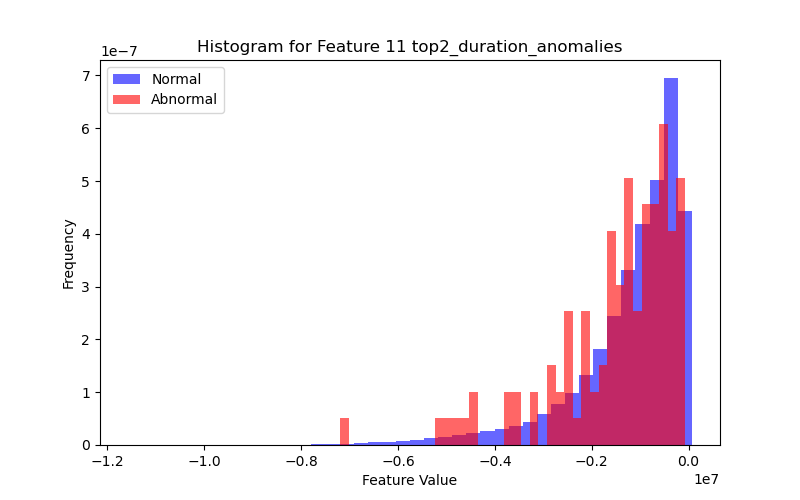 Histogram for Feature 11 top2_duration_anomalies
1e−7
Normal
Abnormal
7
6
5
4
3
2
1
0
Frequency
−1.2 −1.0 −0.8 −0.6 −0.4 −0.2 0.0
1e7
Feature Value